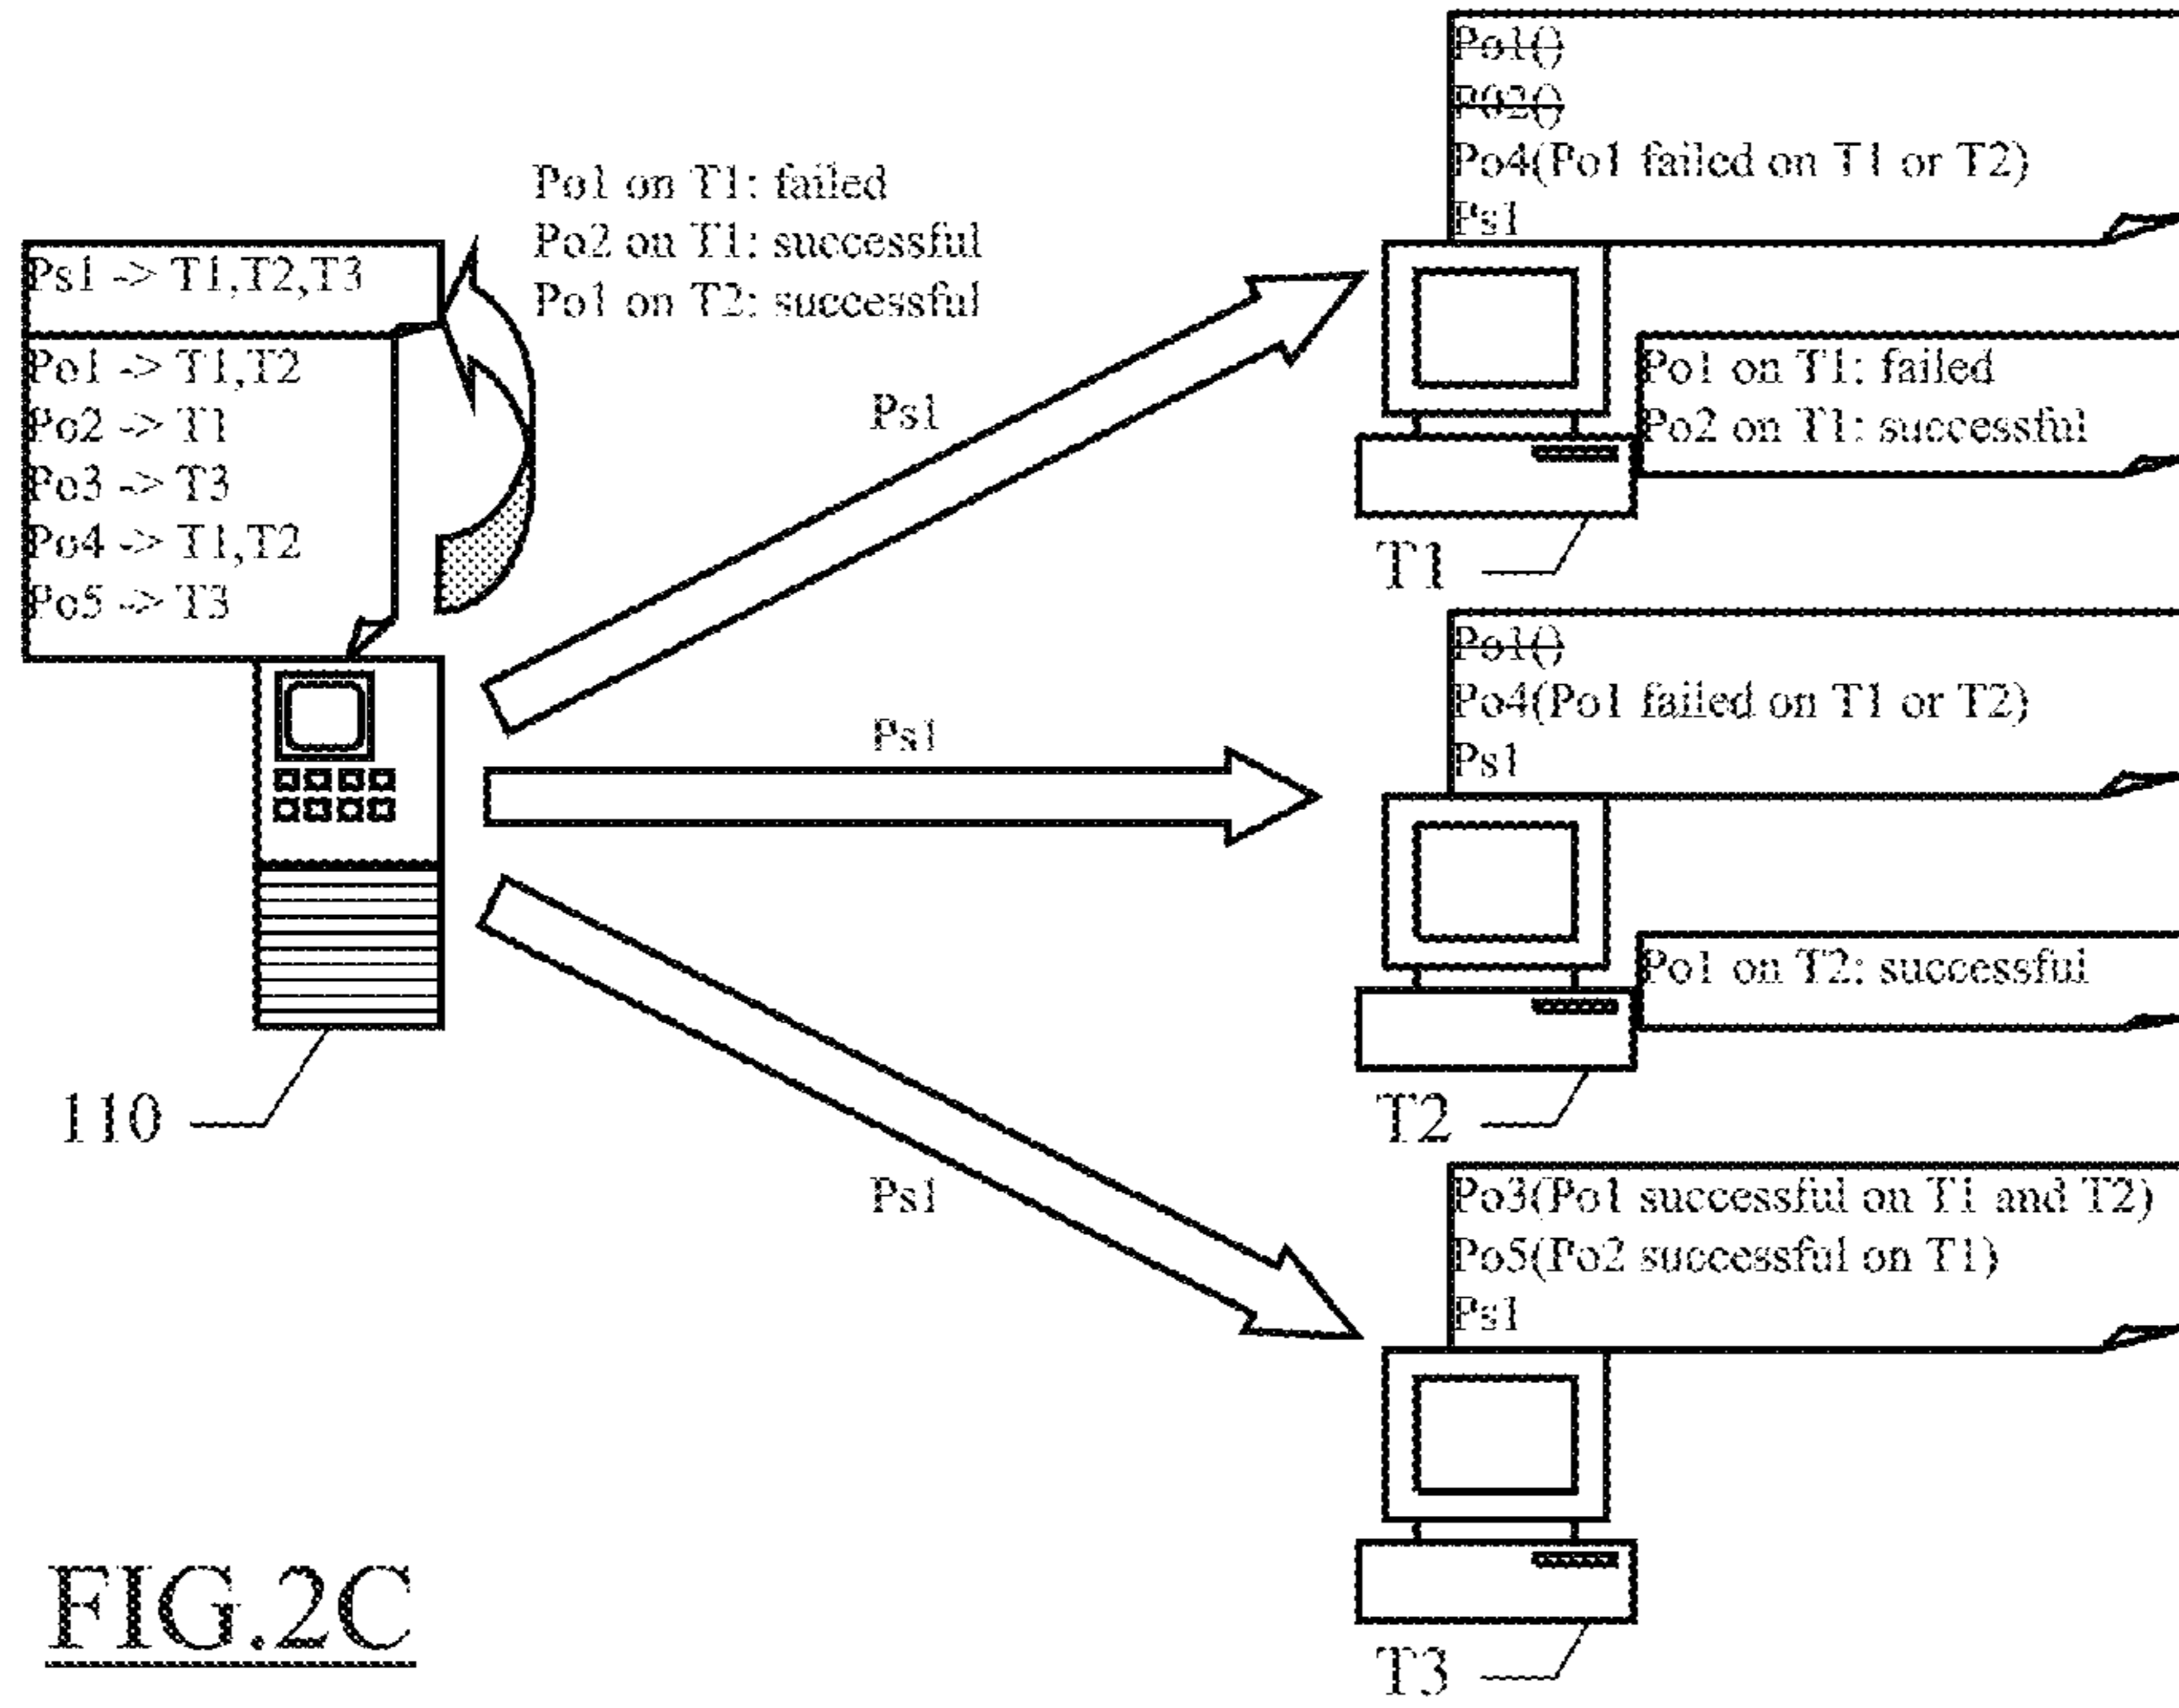 Po1 on T1: failed
Po2 on T1: successful
Po1 on T2: successful
Ps1 -> T1,T2,T3
Po1 -> T1,T2
Po2 -> T1
Po3 -> T3
Po4 -> T1,T2
Po5 -> T3
110
Ps1
Ps1
Ps1
Po1()
P02()
Po4(Po1 failed on T1 or T2)
Ps1
Po1 on T1: failed
Po2 on T1: successful
T1
Po1()
Po4(Po1 failed on T1 or T2)
Ps1
Po1 on T2: successful
T2
Po3(Po1 successful on T1 and T2)
Po5(Po2 successful on T1)
Ps1
T3
FIG.2C